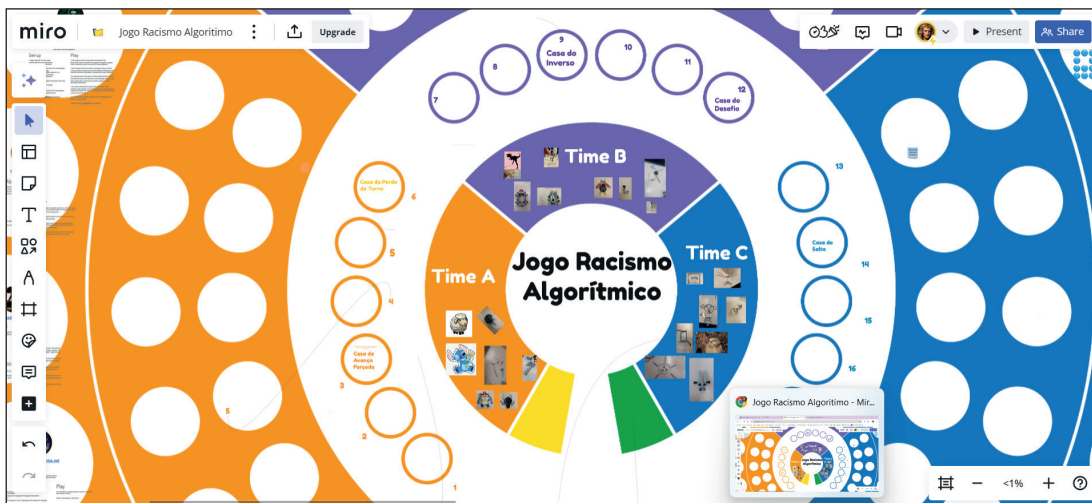 miro
Jogo Racismo Algoritimo
Upgrade
Present
Share
Set-up
Play
9
Casa do
Inverso
10
8
11
7
12
Casa do
Desafio
Time B
Casa da Perda
de Turno
6
13
5
Casa do
Salto
14
Time A
Time C
Jogo Racismo
Algorítmico
4
15
Casa de
Avanço
Forçado
3
16
5
2
1
Jogo Racismo Algoritimo - Mir...
<1%